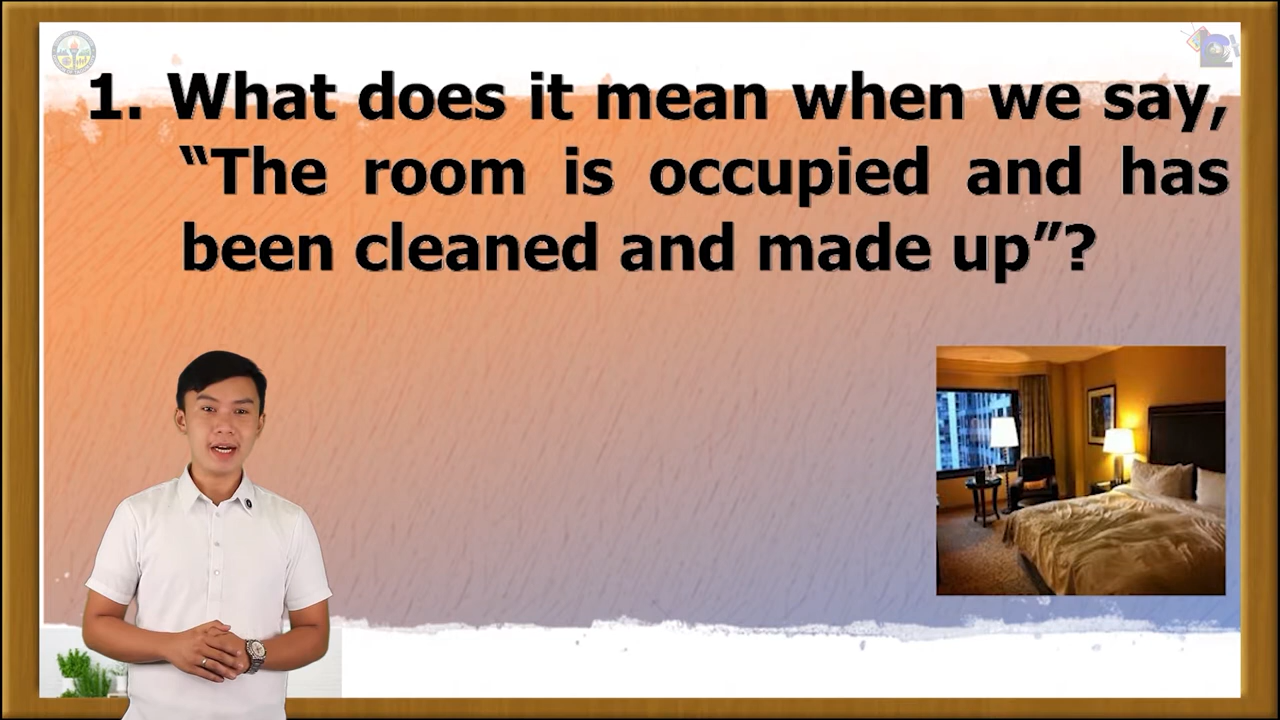 1. What does it mean when we say,
“The room is occupied and has
been cleaned and made up”?